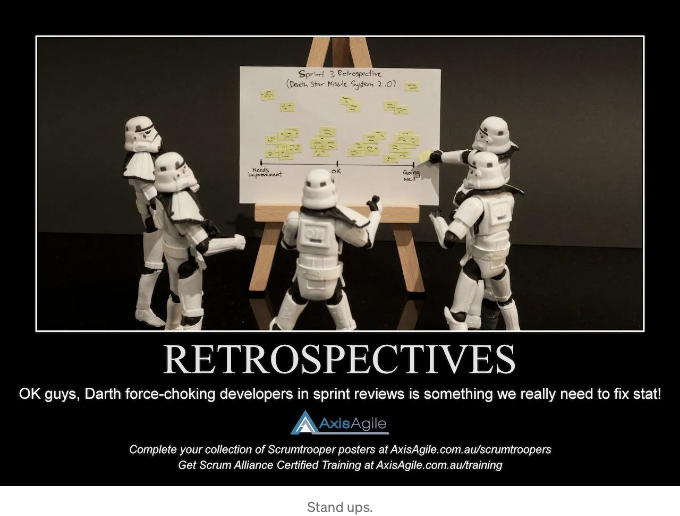 Sprint 3 Retrospective
(Death Star Missile System 2.0)
Needs improvement
OK
Going well
RETROSPECTIVES
OK guys, Darth force-choking developers in sprint reviews is something we really need to fix stat!
AxisAgile
Complete your collection of Scrumtrooper posters at AxisAgile.com.au/scrumtroopers
Get Scrum Alliance Certified Training at AxisAgile.com.au/training
Stand ups.